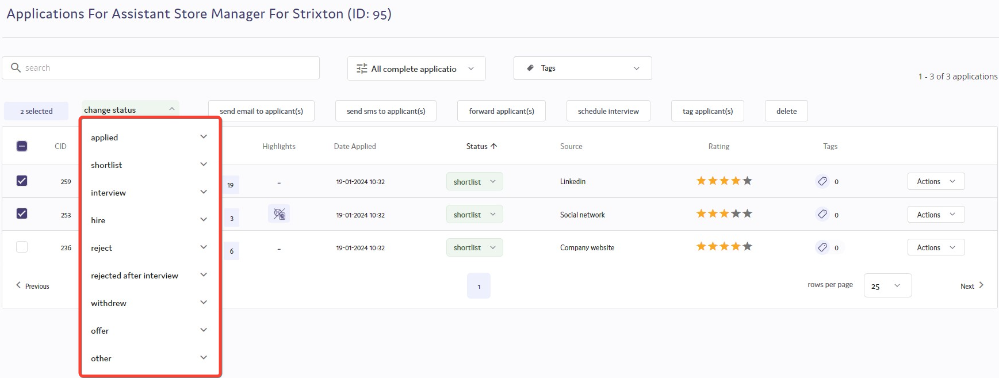 Applications For Assistant Store Manager For Strixton (ID: 95)
search
All complete applicatio
Tags
1 - 3 of 3 applications
2 selected
change status
send email to applicant(s)
send sms to applicant(s)
forward applicant(s)
schedule interview
tag applicant(s)
delete
applied
shortlist
interview
hire
reject
rejected after interview
withdrew
offer
other
CID Highlights Date Applied Status Source Rating Tags
259 19 – 19-01-2024 10:32 shortlist Linkedin 0 Actions
253 3 19-01-2024 10:32 shortlist Social network 0 Actions
236 6 – 19-01-2024 10:32 shortlist Company website 0 Actions
Previous 1 rows per page 25 Next